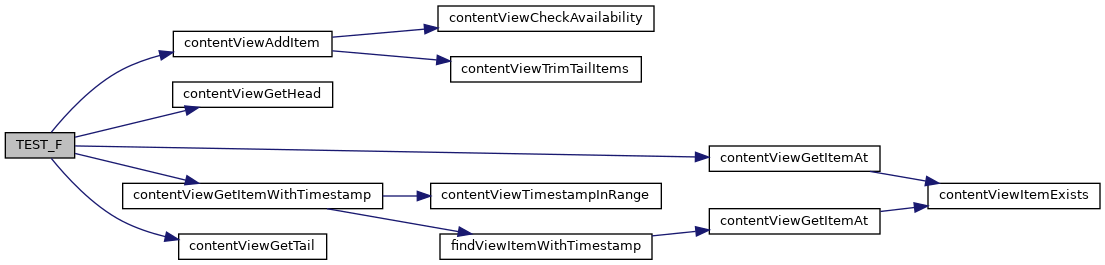 TEST_F
contentViewAddItem
contentViewCheckAvailability
contentViewTrimTailItems
contentViewGetHead
contentViewGetItemAt
contentViewItemExists
contentViewGetItemWithTimestamp
contentViewTimestampInRange
findViewItemWithTimestamp
contentViewGetItemAt
contentViewGetTail